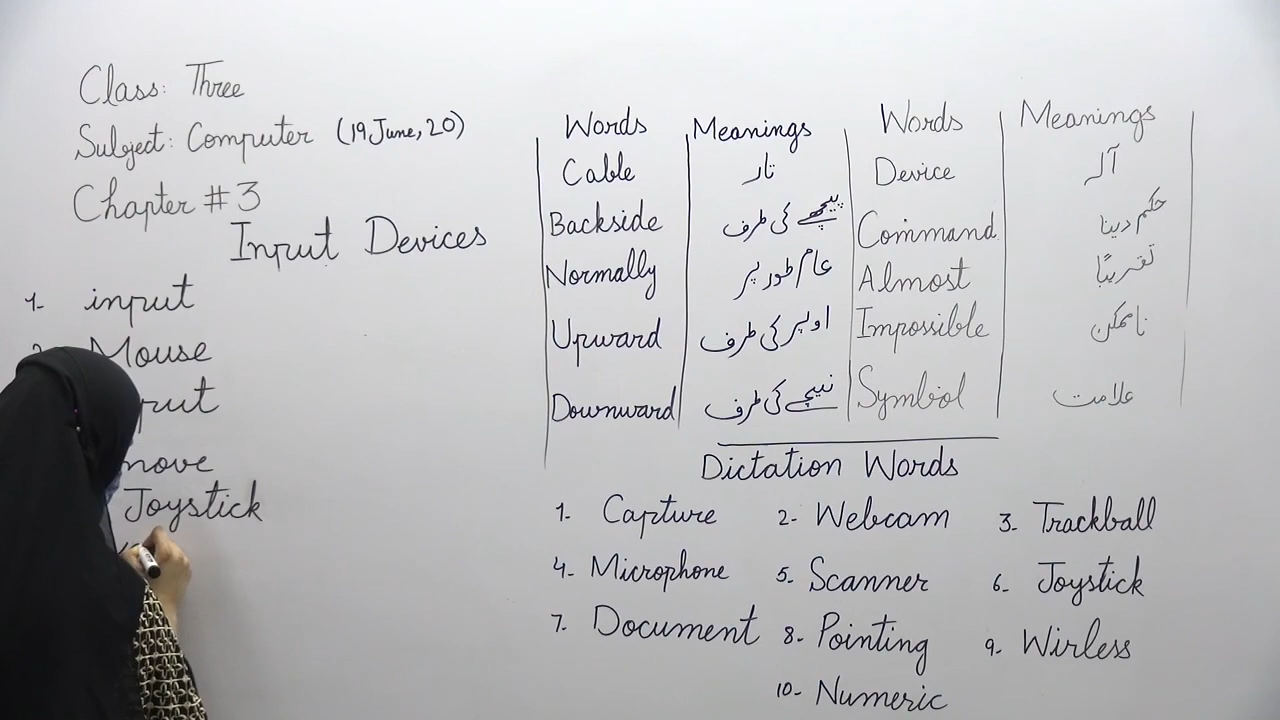 Class: Three
Subject: Computer (19 June, 20)
Chapter # 3
Input Devices
1. input
Mouse
put
move
Joystick
Words Meanings Words Meanings
Cable تار Device آلہ
Backside پیچھے کی طرف Command حکم دینا
Normally عام طور پر Almost تقریباً
Upward اوپر کی طرف Impossible ناممکن
Downward نیچے کی طرف Symbol علامت
Dictation Words
1. Capture 2- Webcam 3. Trackball
4. Microphone 5. Scanner 6. Joystick
7. Document 8- Pointing 9. Wirless
10- Numeric